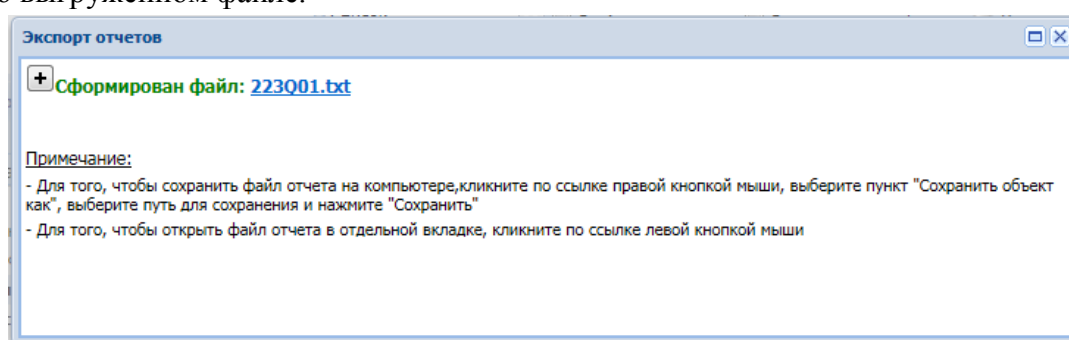 о выгруженном файле.
Экспорт отчетов
Сформирован файл: 223Q01.txt
Примечание:
- Для того, чтобы сохранить файл отчета на компьютере,кликните по ссылке правой кнопкой мыши, выберите пункт "Сохранить объект
как", выберите путь для сохранения и нажмите "Сохранить"
- Для того, чтобы открыть файл отчета в отдельной вкладке, кликните по ссылке левой кнопкой мыши